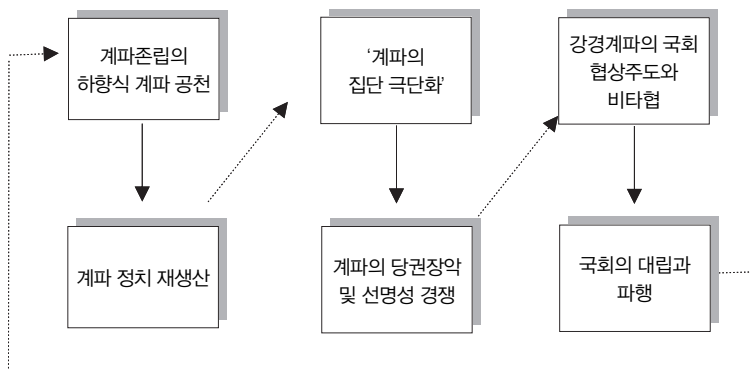 계파존립의
하향식 계파 공천
‘계파의
집단 극단화’
강경계파의 국회
협상주도와
비타협
계파 정치 재생산
계파의 당권장악
및 선명성 경쟁
국회의 대립과
파행